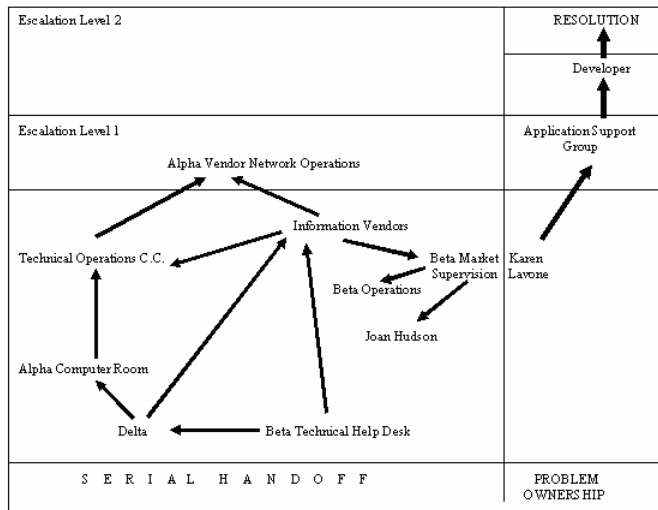 Escalation Level 2
RESOLUTION
Developer
Escalation Level 1
Application Support
Group
Alpha Vendor Network Operations
Information Vendors
Technical Operations C.C.
Beta Market
Supervision
Karen
Lavone
Beta Operations
Joan Hudson
Alpha Computer Room
Delta
Beta Technical Help Desk
S E R I A L H A N D O F F
PROBLEM
OWNERSHIP